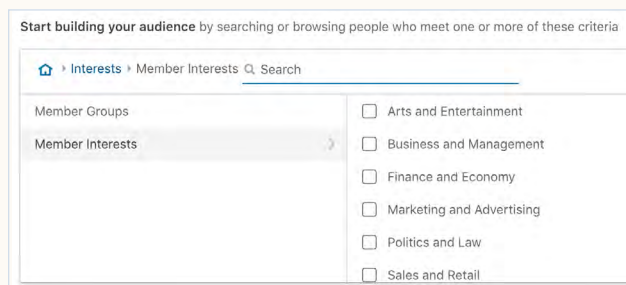 Start building your audience by searching or browsing people who meet one or more of these criteria
Interests Member Interests Search
Member Groups
Member Interests
Arts and Entertainment
Business and Management
Finance and Economy
Marketing and Advertising
Politics and Law
Sales and Retail